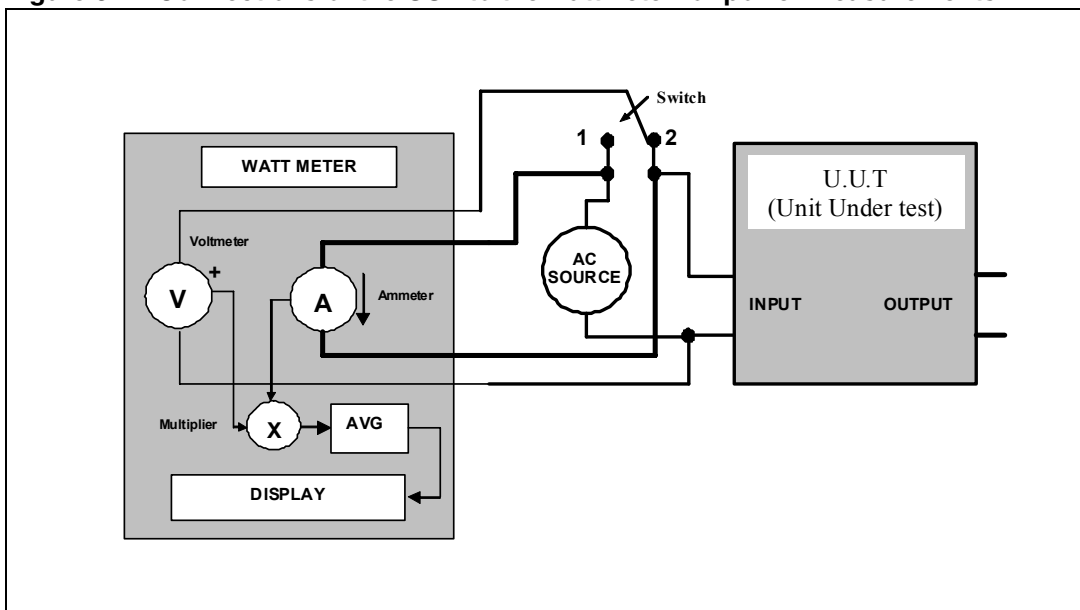 Switch
1
2
WATT METER
U.U.T
(Unit Under test)
Voltmeter
+
V
A
Ammeter
AC
SOURCE
INPUT
OUTPUT
Multiplier
X
AVG
DISPLAY